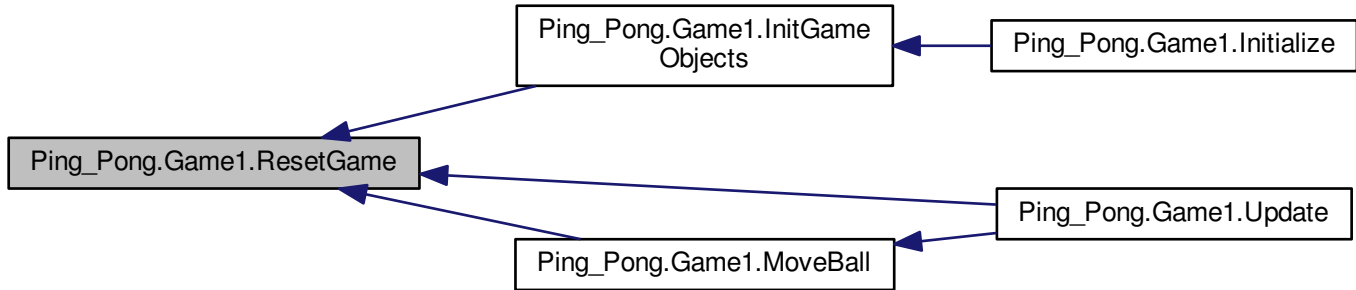 Ping_Pong.Game1.InitGame
Objects
Ping_Pong.Game1.Initialize
Ping_Pong.Game1.ResetGame
Ping_Pong.Game1.Update
Ping_Pong.Game1.MoveBall